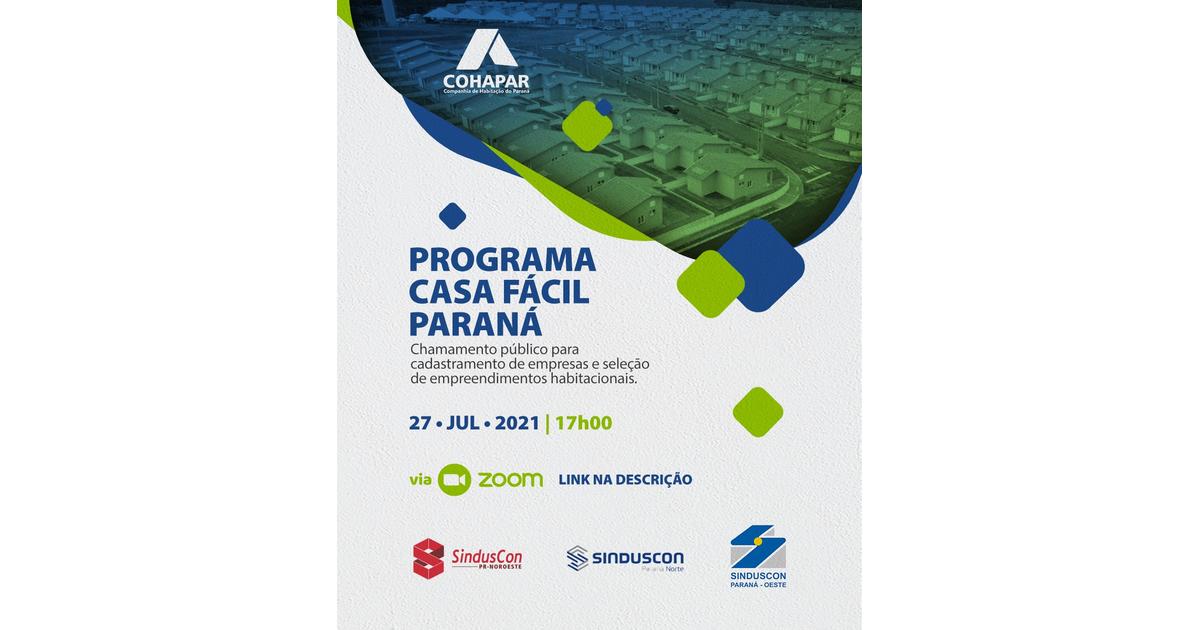 COHAPAR
Companhia de Habitação do Paraná
PROGRAMA
CASA FÁCIL
PARANÁ
Chamamento público para
cadastramento de empresas e seleção
de empreendimentos habitacionais.
27 • JUL • 2021 | 17h00
via zoom LINK NA DESCRIÇÃO
SindusCon
PR-NOROESTE
SINDUSCON
Paraná Norte
SINDUSCON
PARANÁ - OESTE